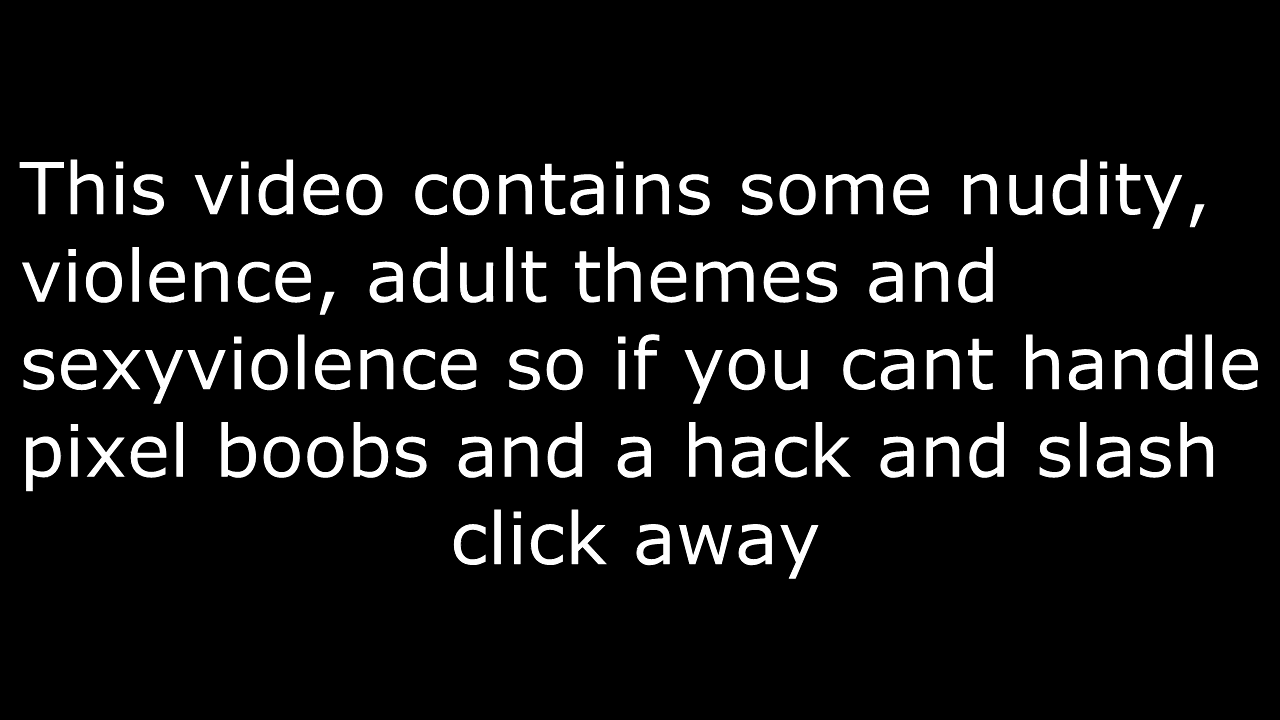 This video contains some nudity,
violence, adult themes and
sexyviolence so if you cant handle
pixel boobs and a hack and slash
click away